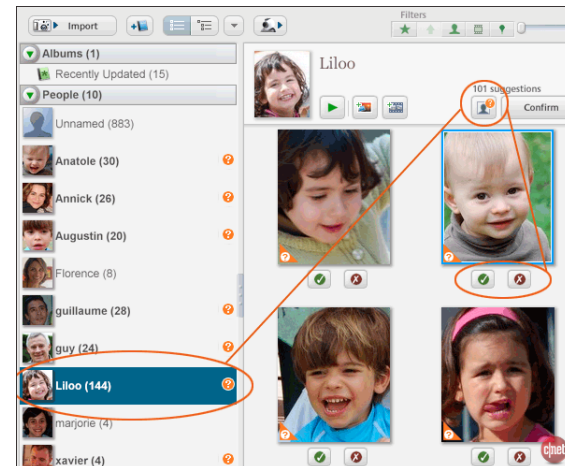 Import
Filters
Albums (1)
Recently Updated (15)
People (10)
Unnamed (883)
Anatole (30)
Annick (26)
Augustin (20)
Florence (8)
guillaume (28)
guy (24)
Liloo (144)
marjorie (4)
xavier (4)
Liloo
101 suggestions
Confirm
c|net